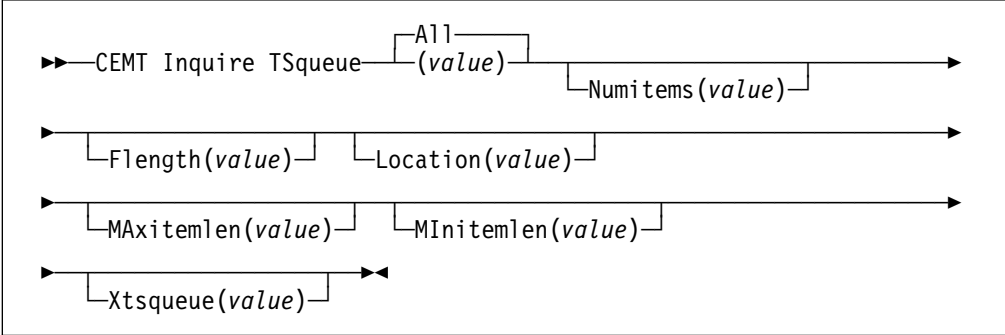 All
CEMT Inquire TSqueue (value)
Numitems(value)
Flength(value) Location(value)
MAxitemlen(value) MInitemlen(value)
Xtsqueue(value)